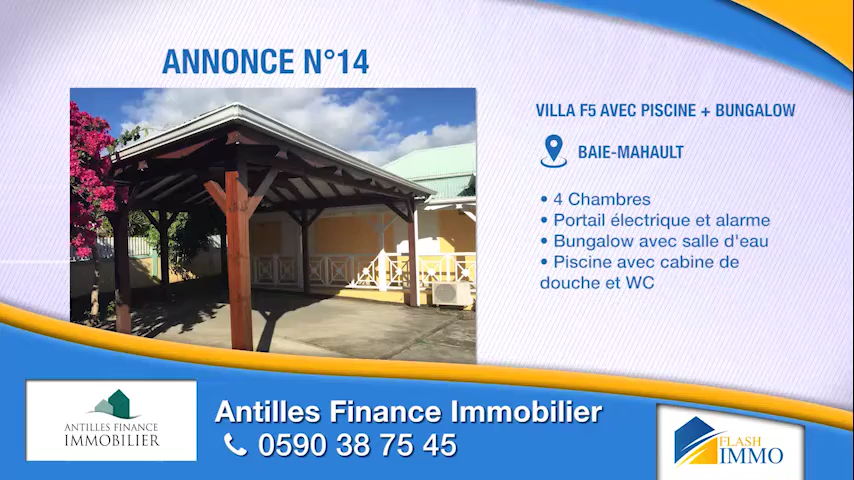 ANNONCE N°14
VILLA F5 AVEC PISCINE + BUNGALOW
BAIE-MAHAULT
• 4 Chambres
• Portail électrique et alarme
• Bungalow avec salle d'eau
• Piscine avec cabine de
douche et WC
ANTILLES FINANCE
IMMOBILIER
Antilles Finance Immobilier
0590 38 75 45
FLASH
IMMO